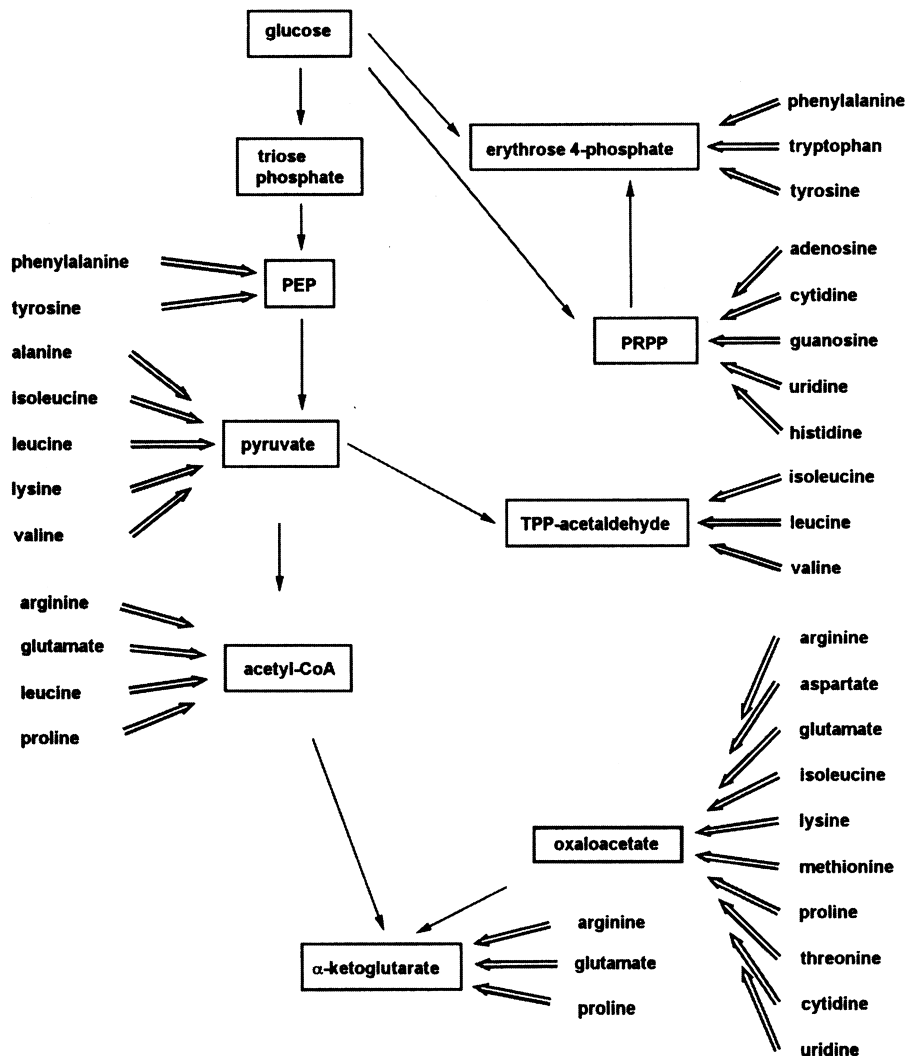 glucose
triose
phosphate
erythrose 4-phosphate
phenylalanine
tryptophan
tyrosine
phenylalanine
tyrosine
PEP
adenosine
cytidine
guanosine
uridine
histidine
PRPP
alanine
isoleucine
leucine
lysine
valine
pyruvate
TPP-acetaldehyde
isoleucine
leucine
valine
arginine
glutamate
leucine
proline
acetyl-CoA
arginine
aspartate
glutamate
isoleucine
lysine
methionine
proline
threonine
cytidine
uridine
oxaloacetate
α-ketoglutarate
arginine
glutamate
proline